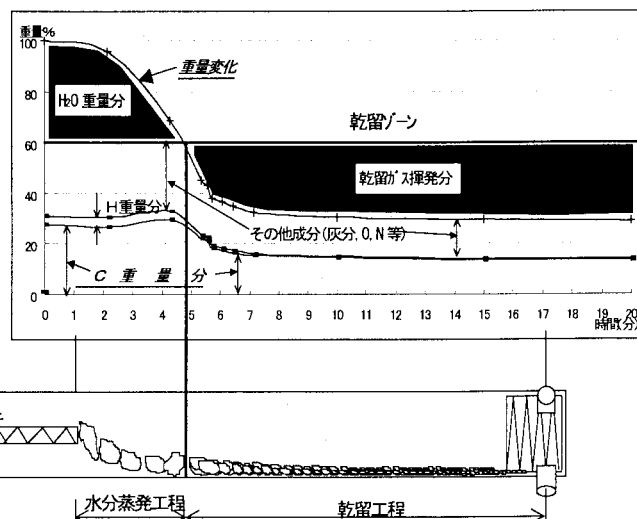 重量%
100
80
60
40
20
0
H2O 重量分
重量変化
乾留ゾーン
乾留ガス揮発分
H重量分
その他成分(灰分,O,N等)
C 重 量 分
0 1 2 3 4 5 6 7 8 9 10 11 12 13 14 15 16 17 18 19 20
時間(分)
水分蒸発工程
乾留工程